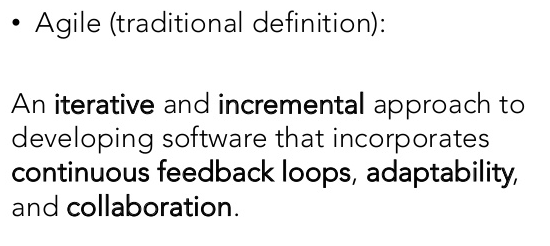 • Agile (traditional definition):
An iterative and incremental approach to
developing software that incorporates
continuous feedback loops, adaptability,
and collaboration.